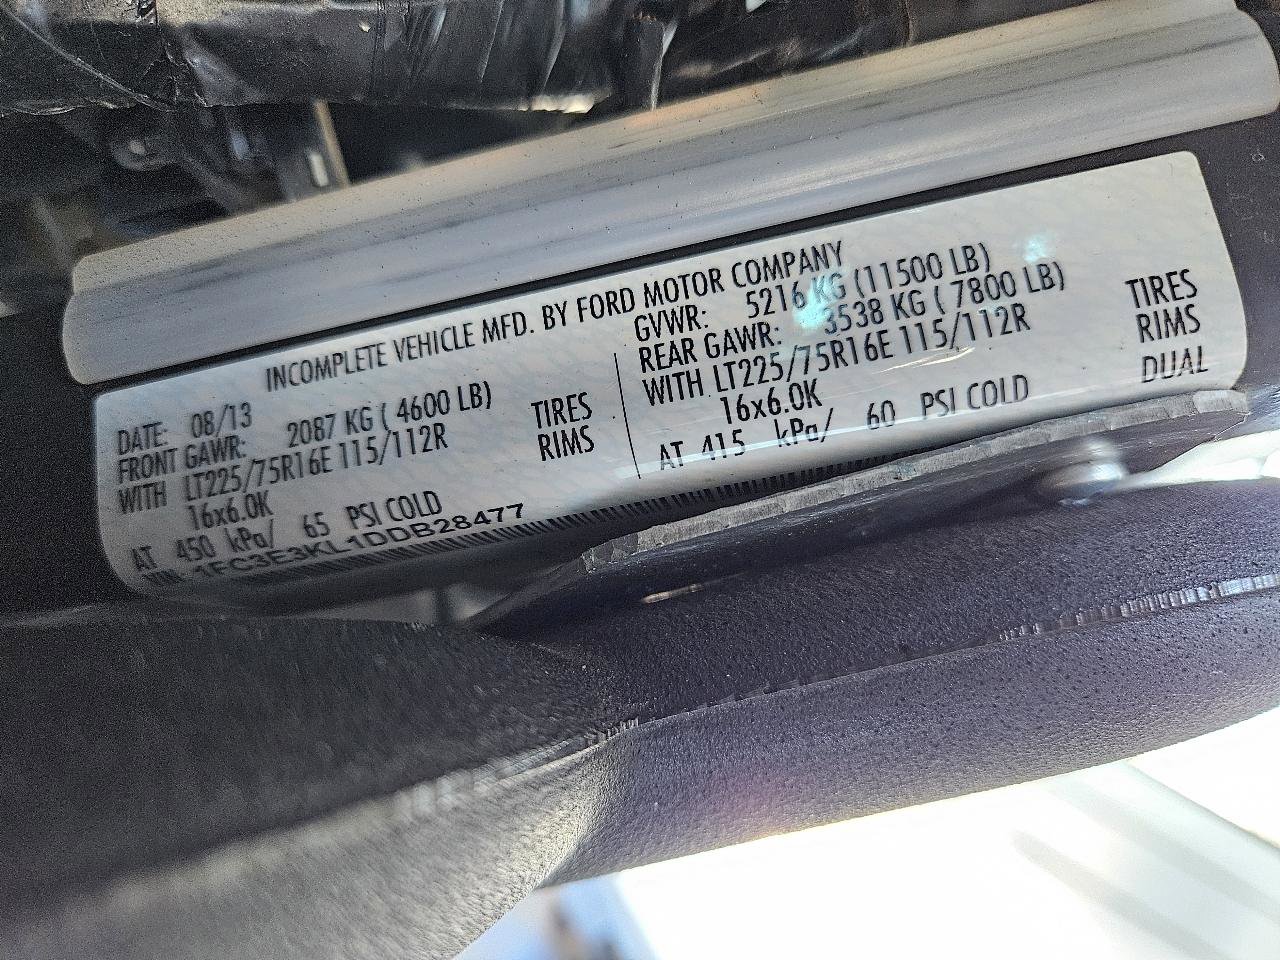 INCOMPLETE VEHICLE MFD. BY FORD MOTOR COMPANY
DATE: 08/13
FRONT GAWR: 2087 KG ( 4600 LB)
WITH LT225/75R16E 115/112R TIRES
16x6.0K RIMS
AT 450 kPa/ 65 PSI COLD
GVWR: 5216 KG (11500 LB)
REAR GAWR: 3538 KG ( 7800 LB)
WITH LT225/75R16E 115/112R TIRES
16x6.0K RIMS
AT 415 kPa/ 60 PSI COLD DUAL
VIN: 1FC3E3KL1DDB28477